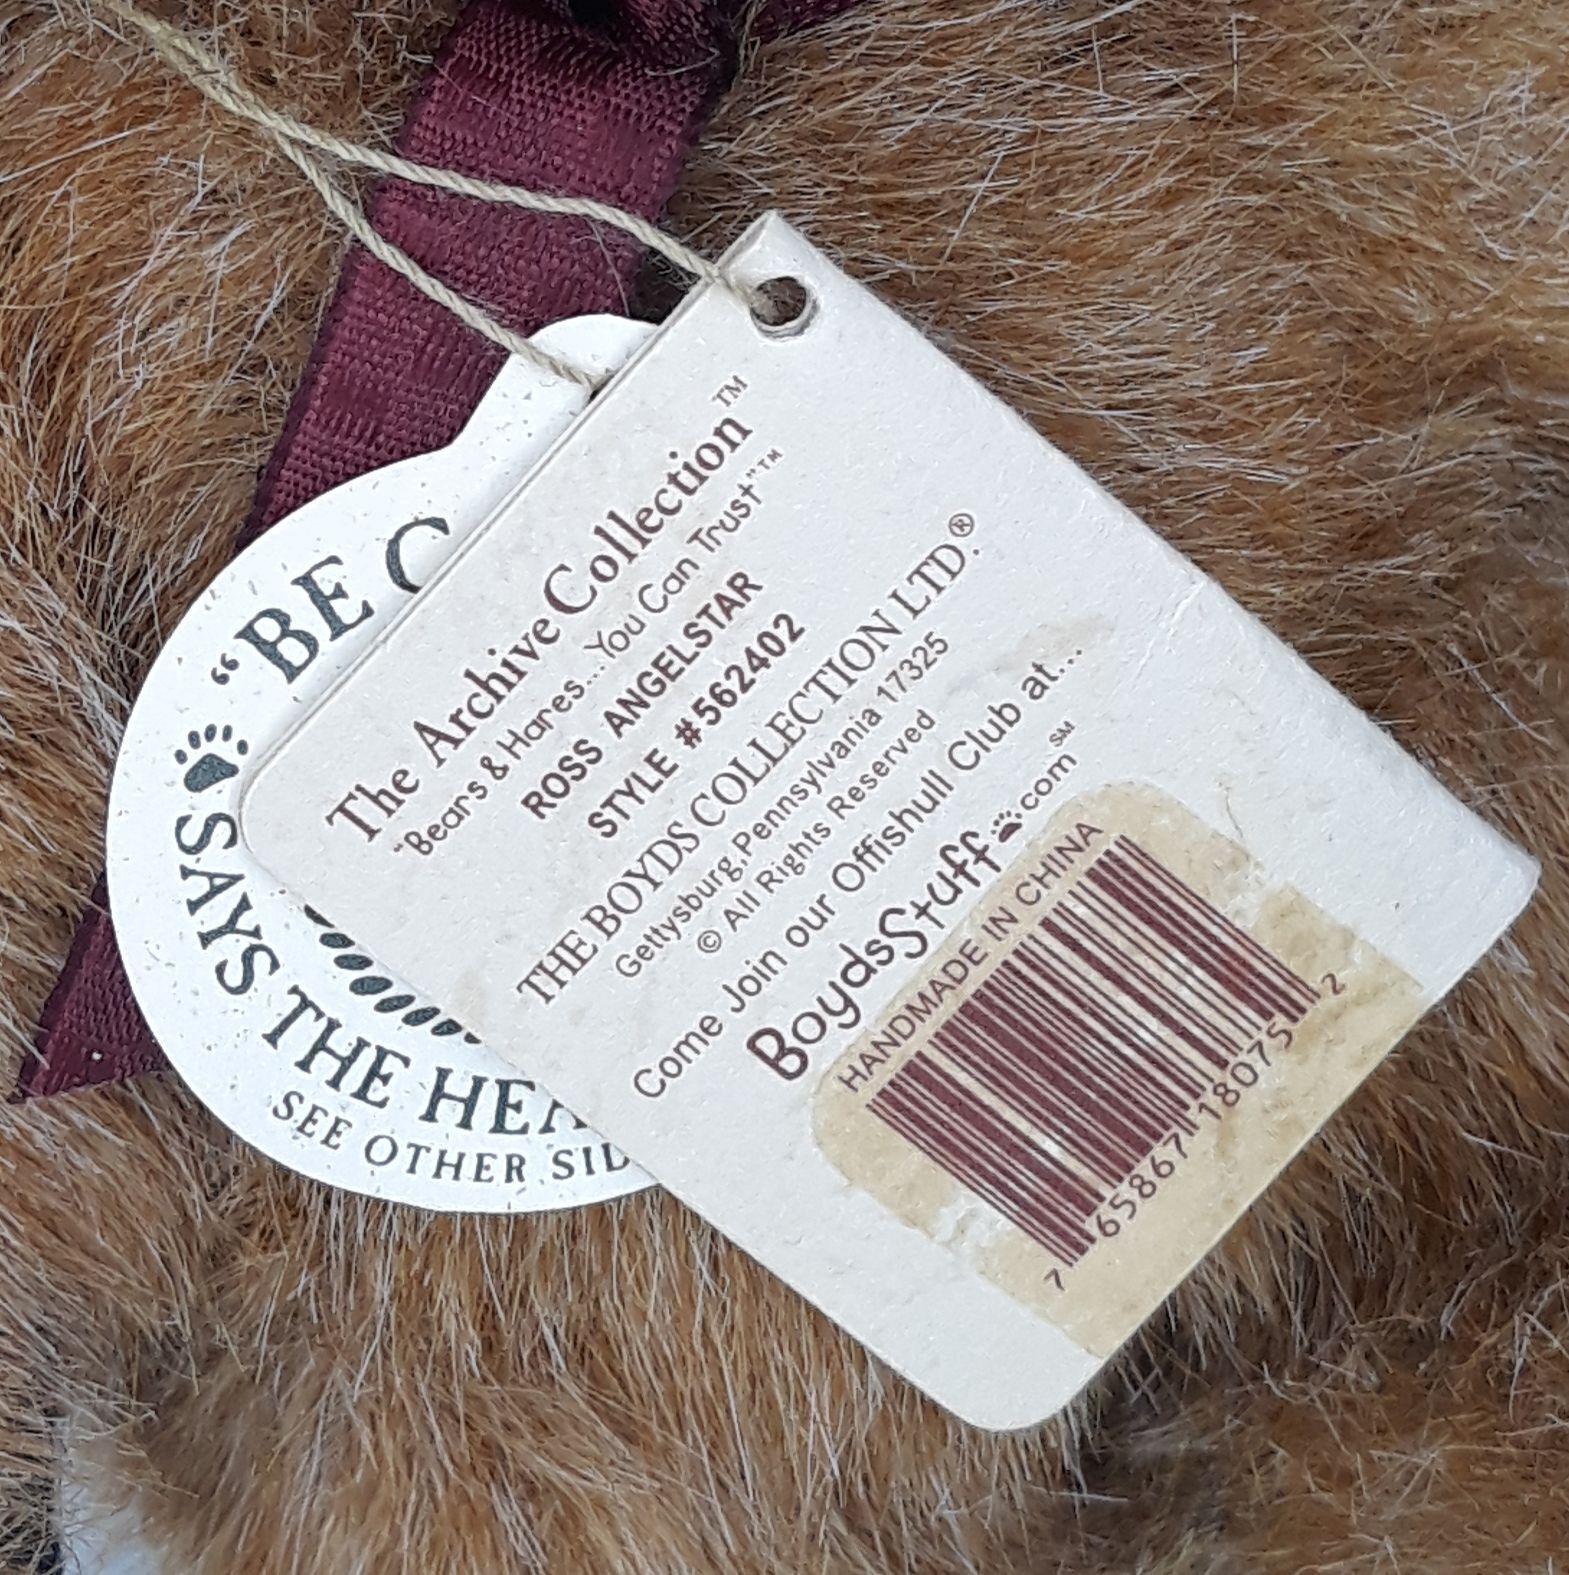 The Archive Collection™
"Bears & Hares...You Can Trust"™
ROSS ANGELSTAR
STYLE #562402
THE BOYDS COLLECTION LTD.®
Gettysburg, Pennsylvania 17325
© All Rights Reserved
Come Join our Offishull Club at...
BoydsStuff.com℠
HANDMADE IN CHINA
7 65867 18075 2
"BE C
SAYS THE HEA
SEE OTHER SID